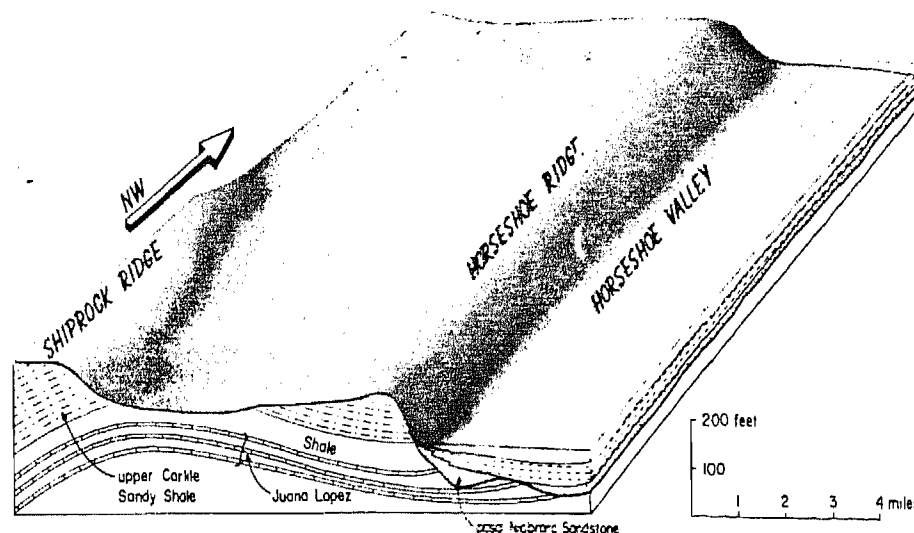 NW
SHIPROCK RIDGE
HORSESHOE RIDGE
HORSESHOE VALLEY
Shale
upper Carlile
Sandy Shale
Juana Lopez
Sandstone
200 feet
100
1 2 3 4 miles